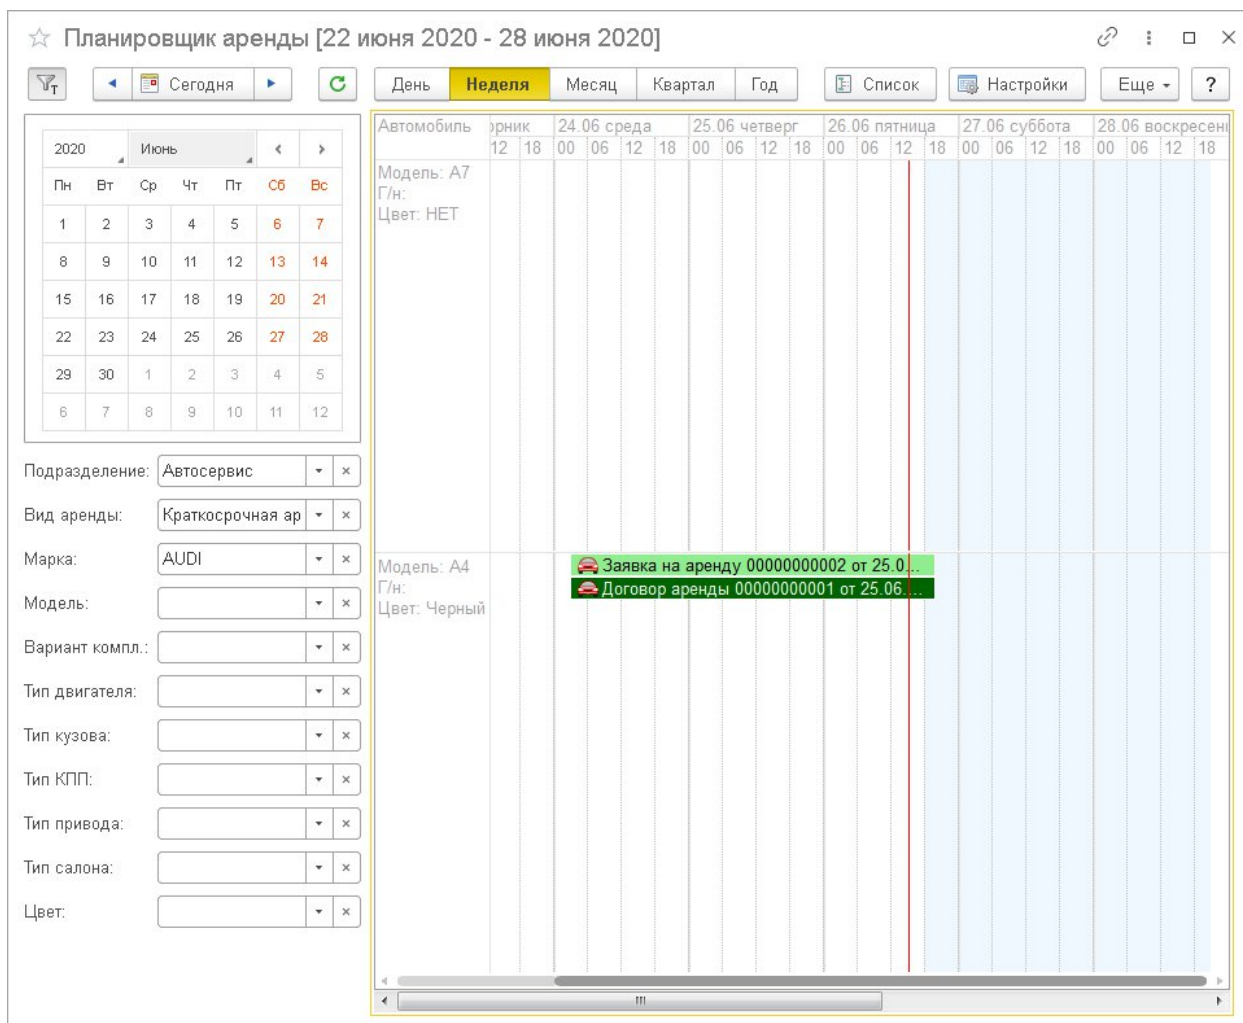 Планировщик аренды [22 июня 2020 - 28 июня 2020]
Сегодня День Неделя Месяц Квартал Год Список Настройки Еще ?
2020 Июнь
Пн Вт Ср Чт Пт Сб Вс
1 2 3 4 5 6 7
8 9 10 11 12 13 14
15 16 17 18 19 20 21
22 23 24 25 26 27 28
29 30 1 2 3 4 5
6 7 8 9 10 11 12
Подразделение: Автосервис
Вид аренды: Краткосрочная ар
Марка: AUDI
Модель:
Вариант компл.:
Тип двигателя:
Тип кузова:
Тип КПП:
Тип привода:
Тип салона:
Цвет:
Автомобиль орник 24.06 среда 25.06 четверг 26.06 пятница 27.06 суббота 28.06 воскресен
12 18 00 06 12 18 00 06 12 18 00 06 12 18 00 06 12 18 00 06 12 18
Модель: A7
Г/н:
Цвет: НЕТ
Модель: A4
Г/н:
Цвет: Черный
Заявка на аренду 00000000002 от 25.0...
Договор аренды 00000000001 от 25.06....